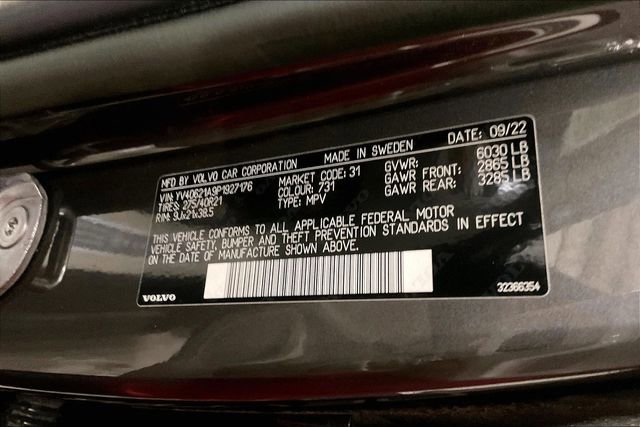 MFD BY VOLVO CAR CORPORATION MADE IN SWEDEN DATE: 09/22
VIN: YV40621A9P1927176 MARKET CODE: 31 GVWR: 6030 LB
TIRES 275/40R21 COLOUR: 731 GAWR FRONT: 2865 LB
RIM: 9Jx21x38.5 TYPE: MPV GAWR REAR: 3285 LB
THIS VEHICLE CONFORMS TO ALL APPLICABLE FEDERAL MOTOR
VEHICLE SAFETY, BUMPER AND THEFT PREVENTION STANDARDS IN EFFECT
ON THE DATE OF MANUFACTURE SHOWN ABOVE.
VOLVO 32366354